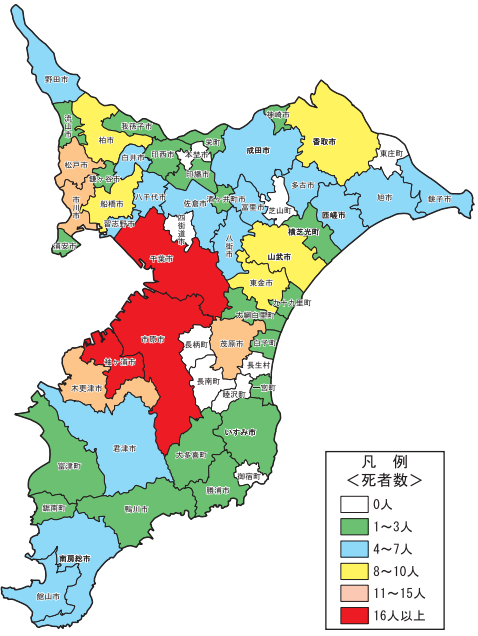 野田市
流山市
我孫子市
柏市
松戸市
鎌ヶ谷市
白井市
印西市
本埜村
栄町
印旛村
成田市
神崎町
香取市
東庄町
市川市
船橋市
習志野市
八千代市
佐倉市
酒々井町
富里市
芝山町
多古町
匝瑳市
旭市
銚子市
浦安市
千葉市
四街道市
八街市
山武市
横芝光町
東金市
九十九里町
大網白里町
市原市
袖ヶ浦市
木更津市
長柄町
茂原市
白子町
長生村
長南町
睦沢町
一宮町
君津市
富津市
大多喜町
いすみ市
御宿町
勝浦市
鋸南町
鴨川市
南房総市
館山市
凡 例
<死者数>
0人
1~3人
4~7人
8~10人
11~15人
16人以上